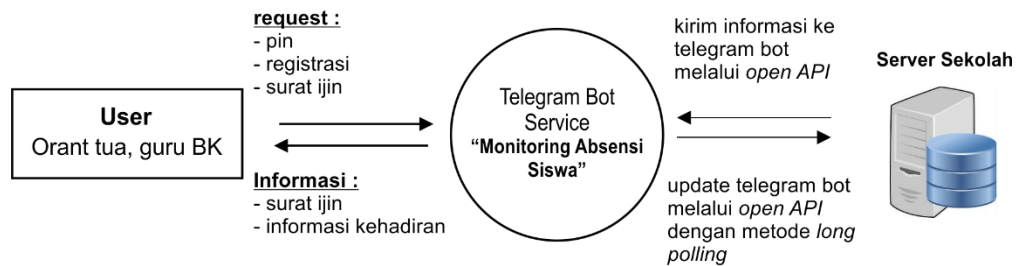 request :
- pin
- registrasi
- surat ijin
User
Orant tua, guru BK
Informasi :
- surat ijin
- informasi kehadiran
Telegram Bot
Service
“Monitoring Absensi
Siswa”
kirim informasi ke
telegram bot
melalui open API
update telegram bot
melalui open API
dengan metode long
polling
Server Sekolah